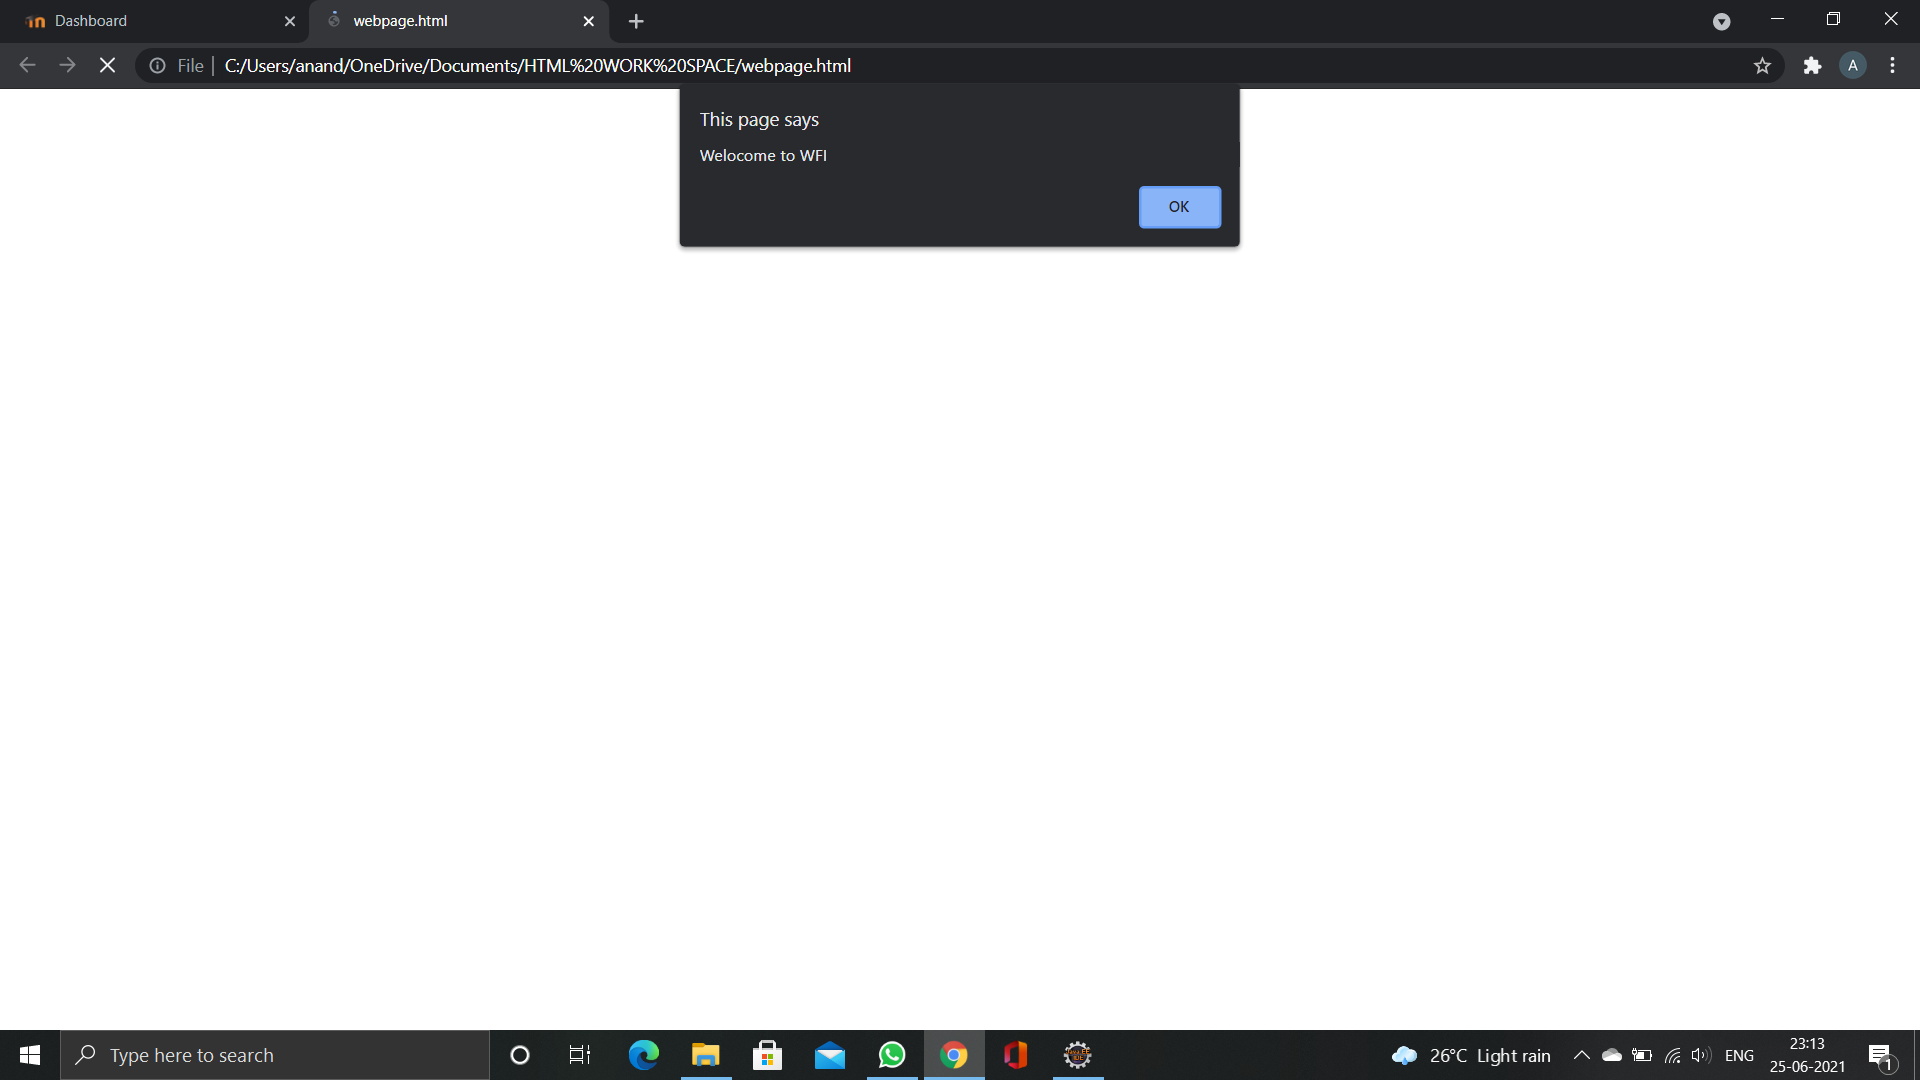 Dashboard
webpage.html
File
C:/Users/anand/OneDrive/Documents/HTML%20WORK%20SPACE/webpage.html
A
This page says
Welocome to WFI
OK
Type here to search
26°C Light rain
ENG
23:13
25-06-2021
1